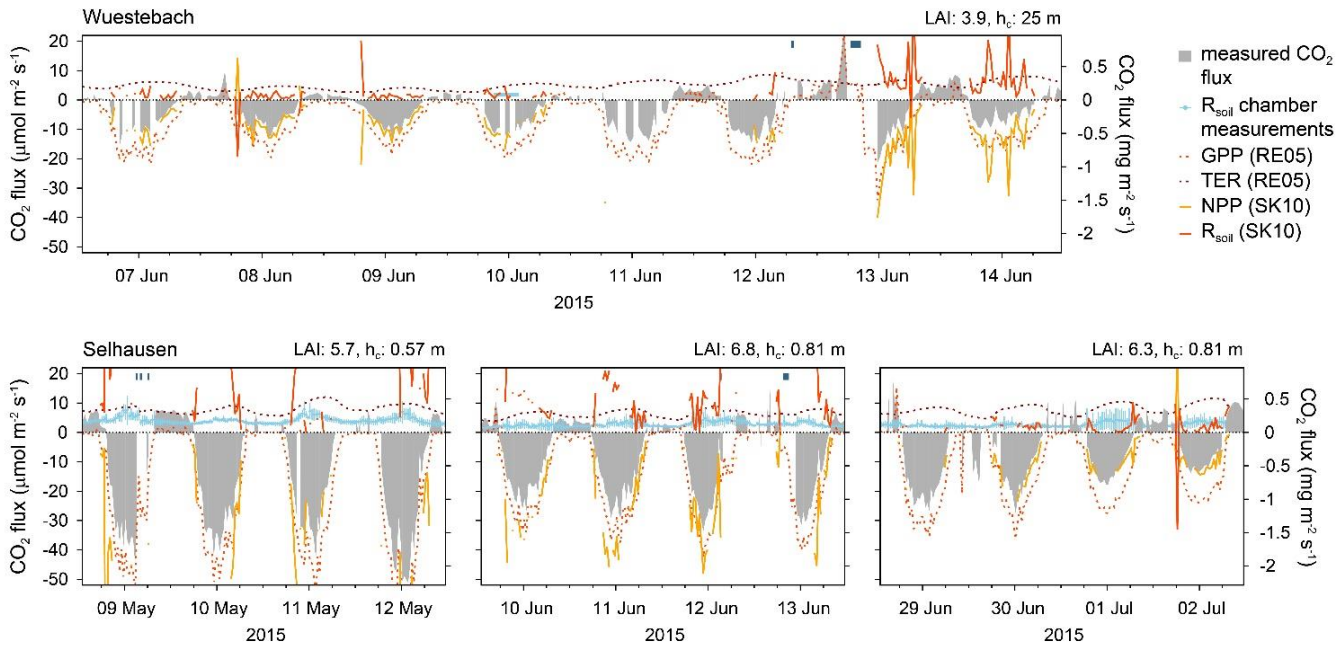 Wuestebach
LAI: 3.9, hc: 25 m
CO2 flux (µmol m-2 s-1)
20
10
0
-10
-20
-30
-40
-50
CO2 flux (mg m-2 s-1)
0.5
0
-0.5
-1
-1.5
-2
07 Jun
08 Jun
09 Jun
10 Jun
11 Jun
12 Jun
13 Jun
14 Jun
2015
measured CO2
flux
Rsoil chamber
measurements
GPP (RE05)
TER (RE05)
NPP (SK10)
Rsoil (SK10)
Selhausen
LAI: 5.7, hc: 0.57 m
LAI: 6.8, hc: 0.81 m
LAI: 6.3, hc: 0.81 m
CO2 flux (µmol m-2 s-1)
20
10
0
-10
-20
-30
-40
-50
CO2 flux (mg m-2 s-1)
0.5
0
-0.5
-1
-1.5
-2
09 May
10 May
11 May
12 May
2015
10 Jun
11 Jun
12 Jun
13 Jun
2015
29 Jun
30 Jun
01 Jul
02 Jul
2015